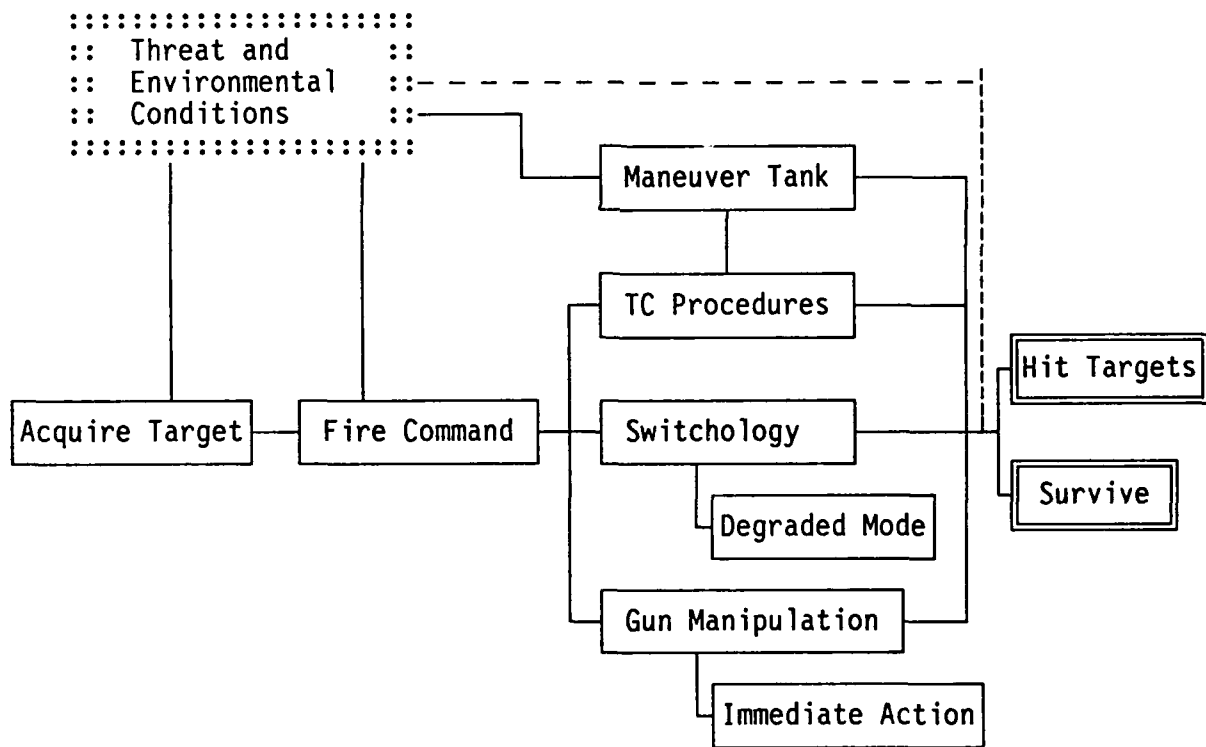 Threat and
Environmental
Conditions
Maneuver Tank
TC Procedures
Hit Targets
Acquire Target
Fire Command
Switchology
Survive
Degraded Mode
Gun Manipulation
Immediate Action